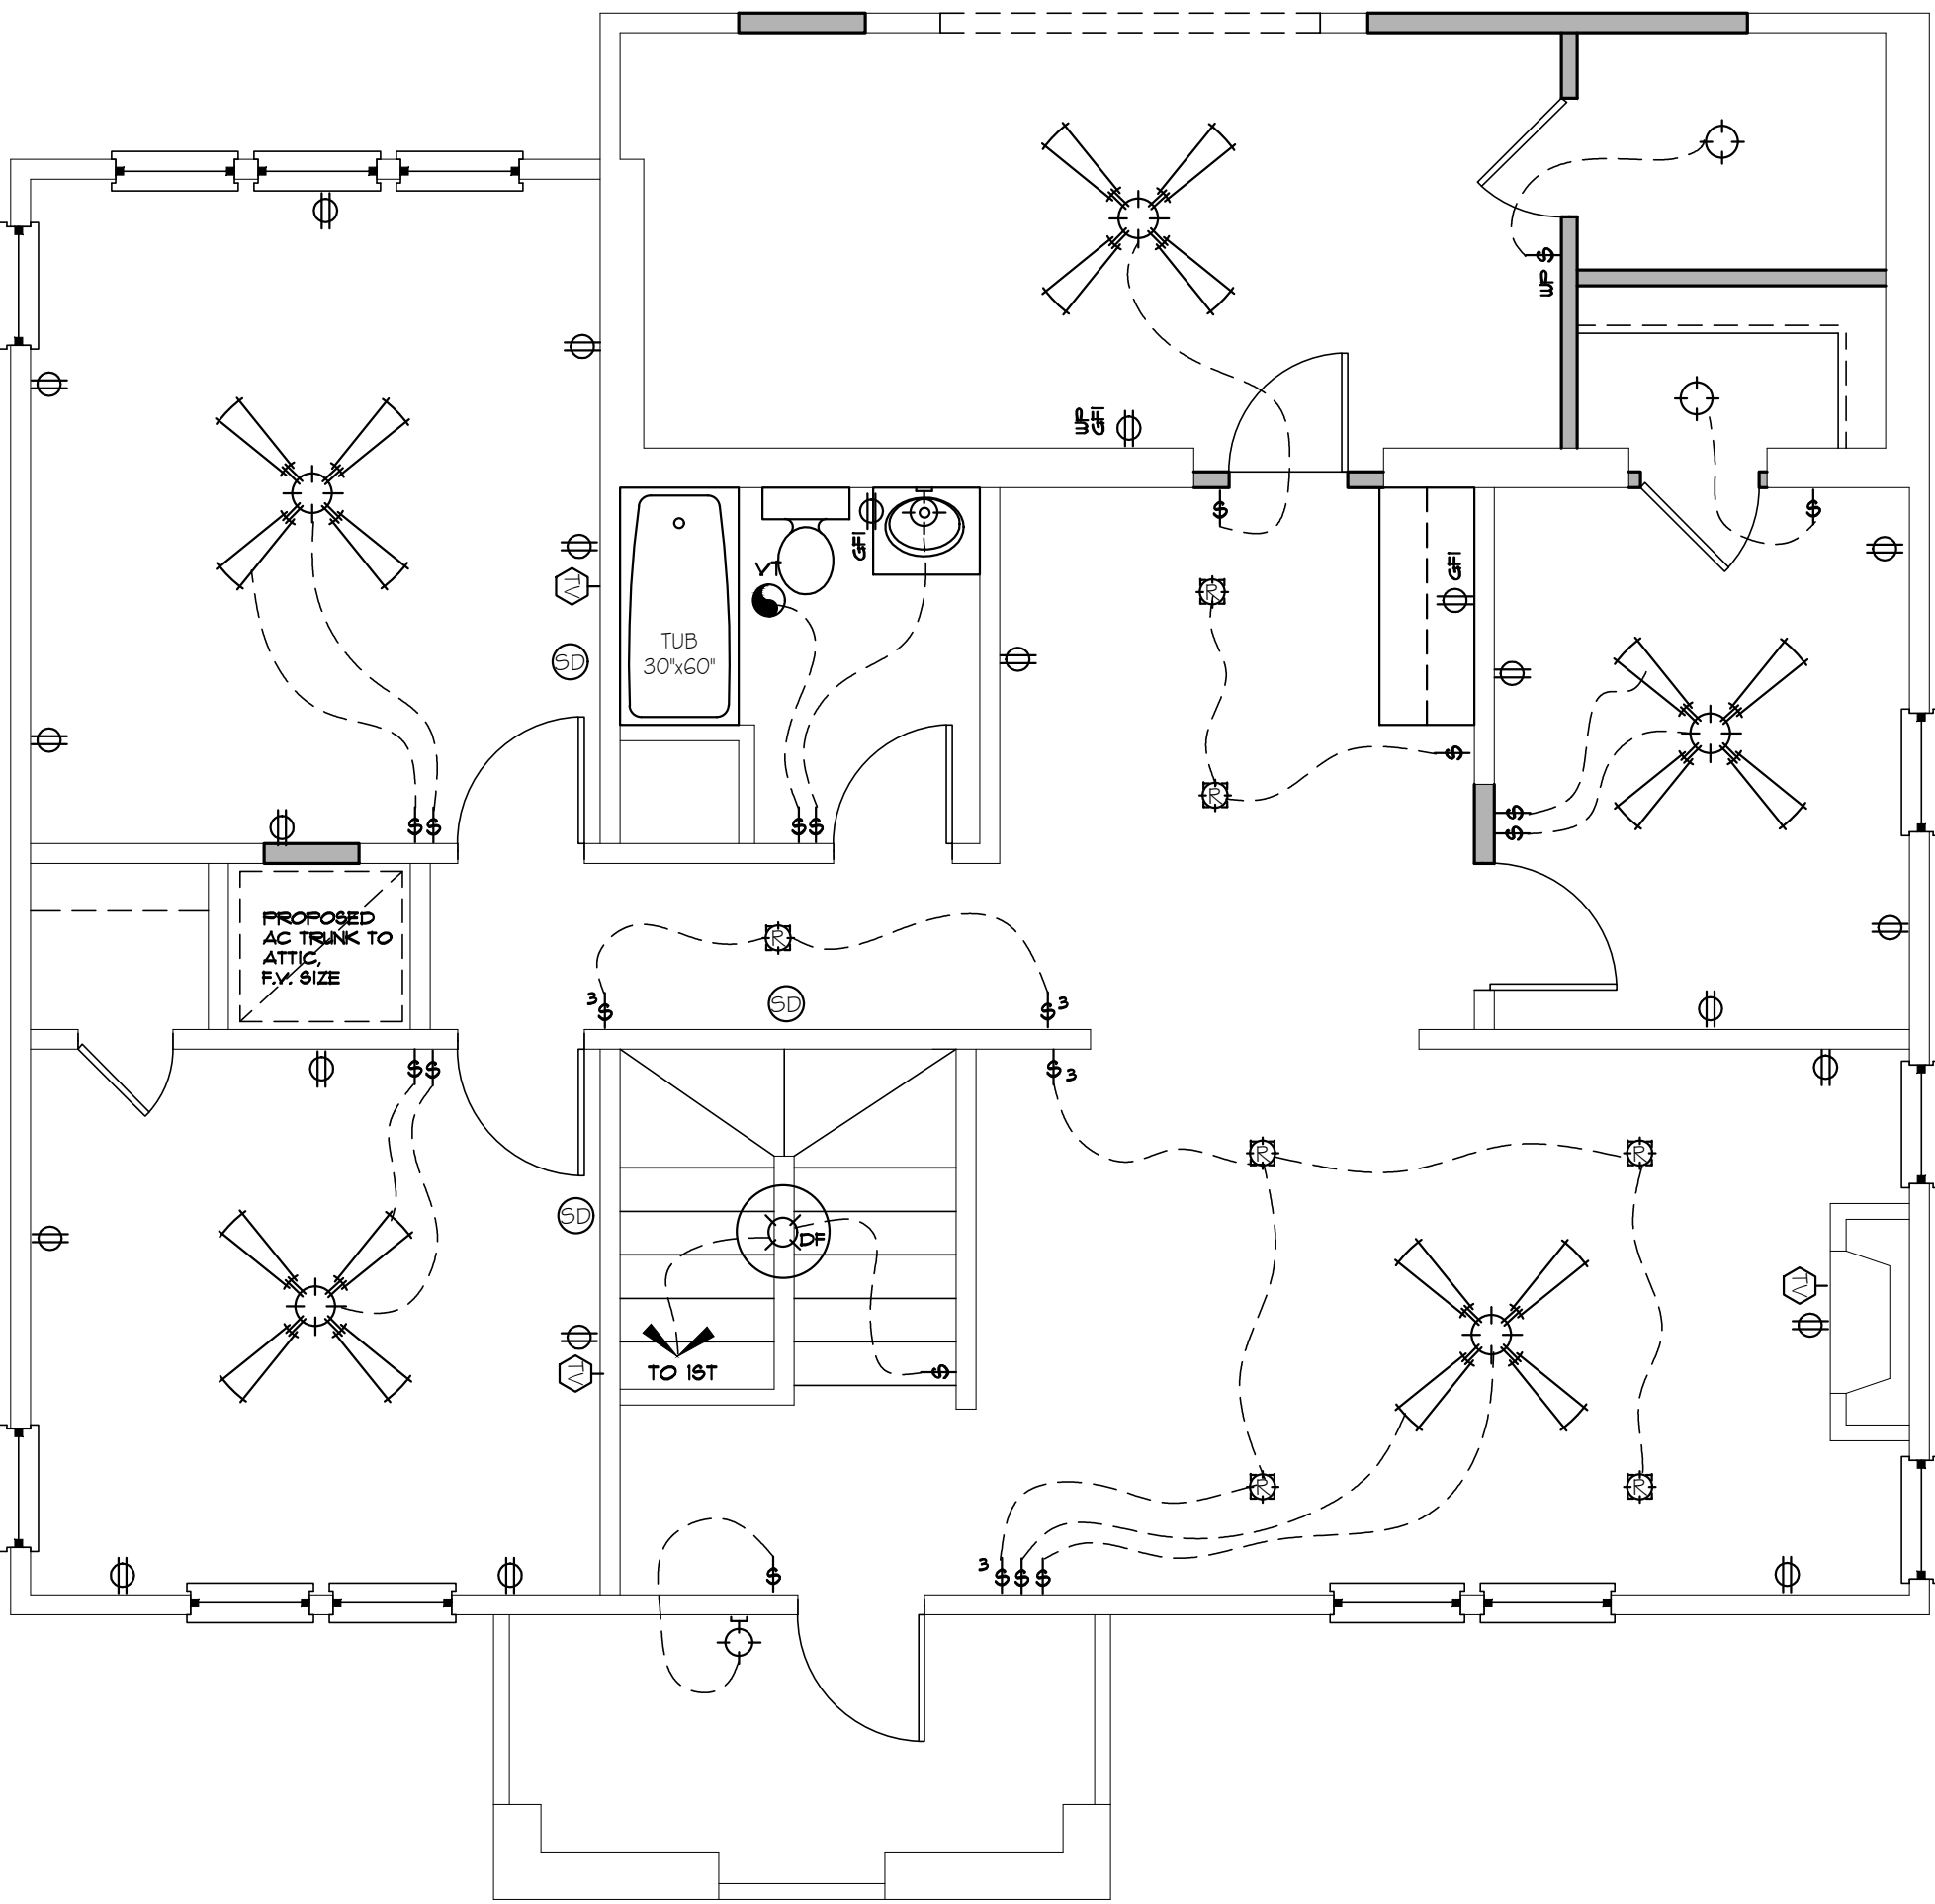 $
WP
WP
GFI
$
$
GFI
VT
GFI
TV
R
TUB
30"x60"
SD
$
R
$
$
$$
$$
PROPOSED
AC TRUNK TO
ATTIC,
F.V. SIZE
R
3
$
SD
$
3
$$
$
3
R
R
SD
DF
TV
TV
TO 1ST
$
R
R
$
3
$$$